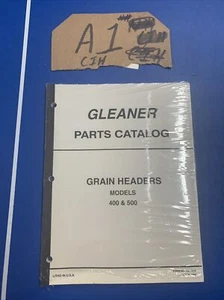 A1
CIH
GLEANER
PARTS CATALOG
GRAIN HEADERS
MODELS
400 & 500